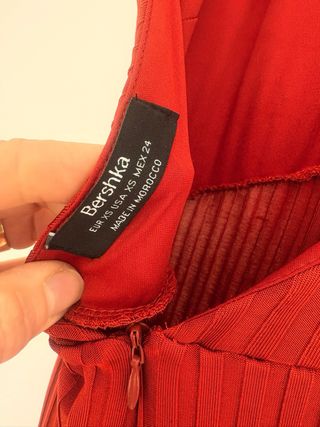 Bershka
EUR XS USA XS MEX 24
MADE IN MOROCCO